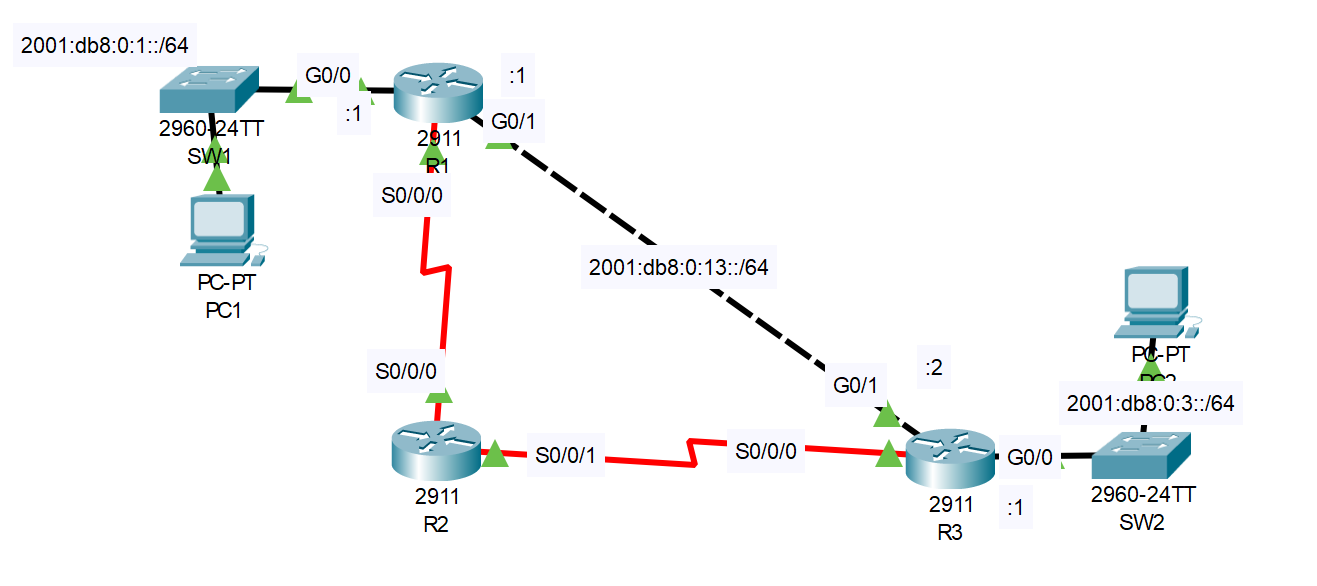 2001:db8:0:1::/64
G0/0
:1
:1
G0/1
2960-24TT
SW1
2911
R1
S0/0/0
PC-PT
PC1
2001:db8:0:13::/64
S0/0/0
G0/1
:2
PC-PT
2001:db8:0:3::/64
S0/0/1
S0/0/0
G0/0
2911
R2
2911
R3
:1
2960-24TT
SW2